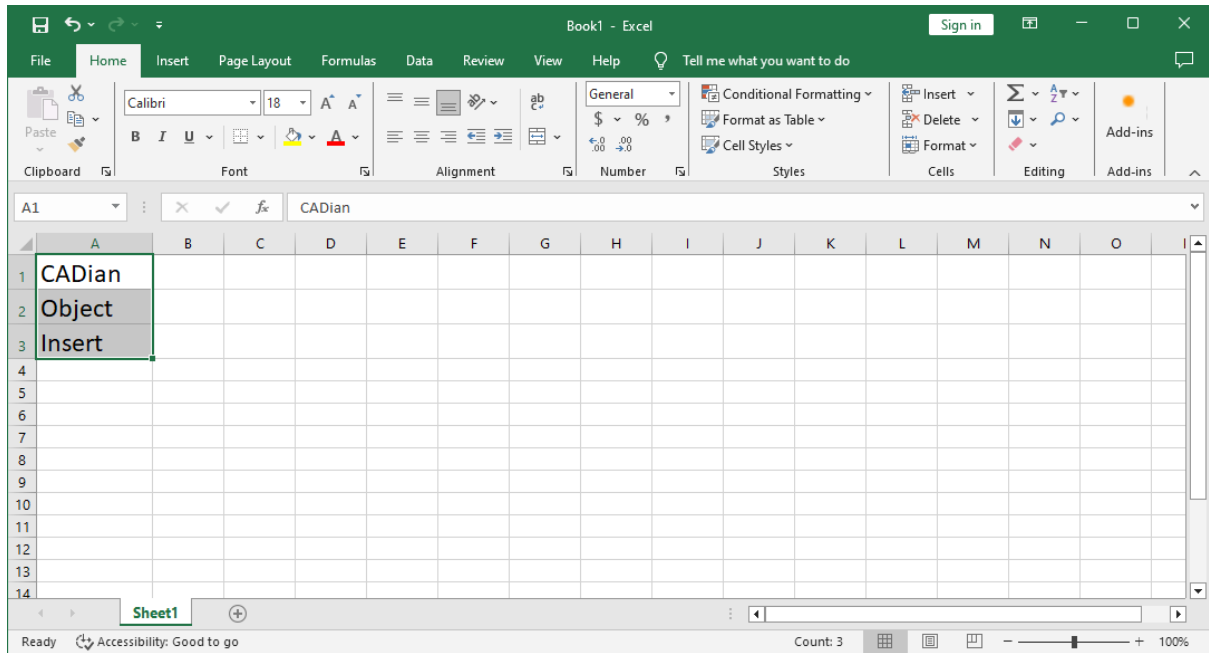 Book1 - Excel
Sign in
File Home Insert Page Layout Formulas Data Review View Help Tell me what you want to do
Paste
Calibri 18 A^ Aˇ
B I U A
ab
General
$ % ,
Conditional Formatting
Format as Table
Cell Styles
Insert
Delete
Format
Add-ins
Clipboard Font Alignment Number Styles Cells Editing Add-ins
A1 fx CADian
A B C D E F G H I J K L M N O
1 CADian
2 Object
3 Insert
4
5
6
7
8
9
10
11
12
13
14
Sheet1
Ready Accessibility: Good to go Count: 3 100%